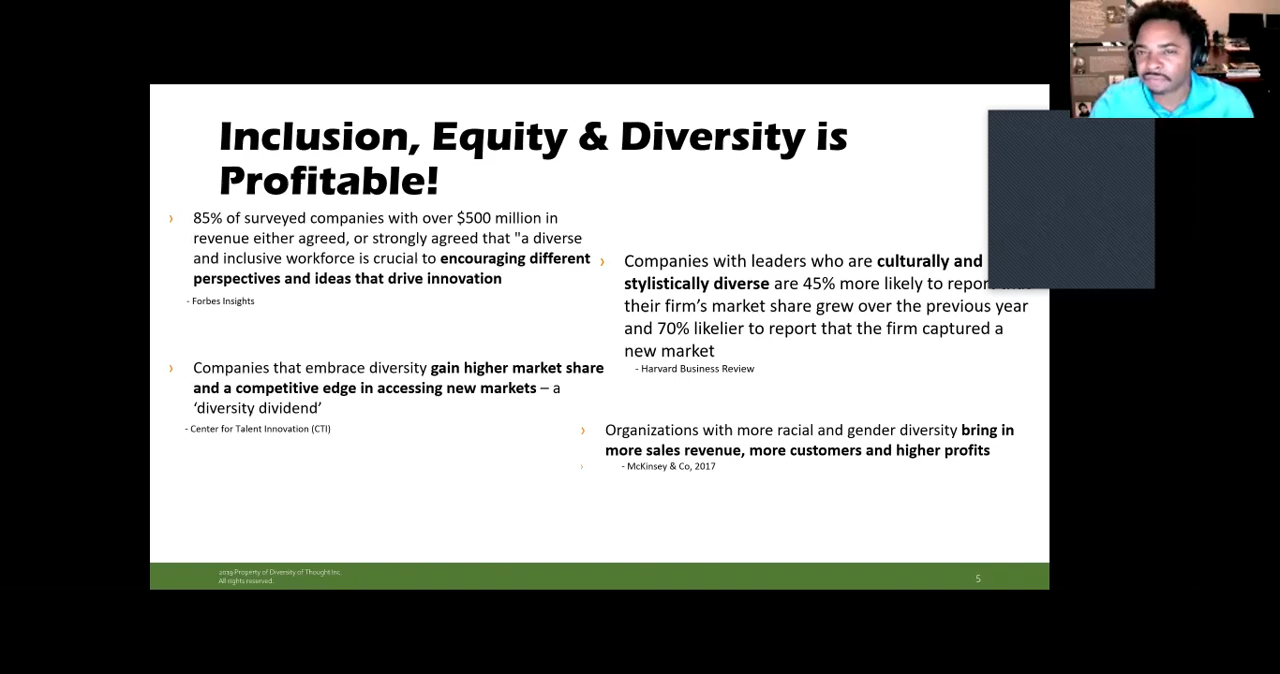 Inclusion, Equity & Diversity is
Profitable!
85% of surveyed companies with over $500 million in
revenue either agreed, or strongly agreed that "a diverse
and inclusive workforce is crucial to encouraging different
perspectives and ideas that drive innovation
- Forbes Insights
Companies that embrace diversity gain higher market share
and a competitive edge in accessing new markets – a
‘diversity dividend’
- Center for Talent Innovation (CTI)
Companies with leaders who are culturally and
stylistically diverse are 45% more likely to report that
their firm’s market share grew over the previous year
and 70% likelier to report that the firm captured a
new market
- Harvard Business Review
Organizations with more racial and gender diversity bring in
more sales revenue, more customers and higher profits
- McKinsey & Co, 2017
2019 Property of Diversity of Thought Inc.
All rights reserved.
5